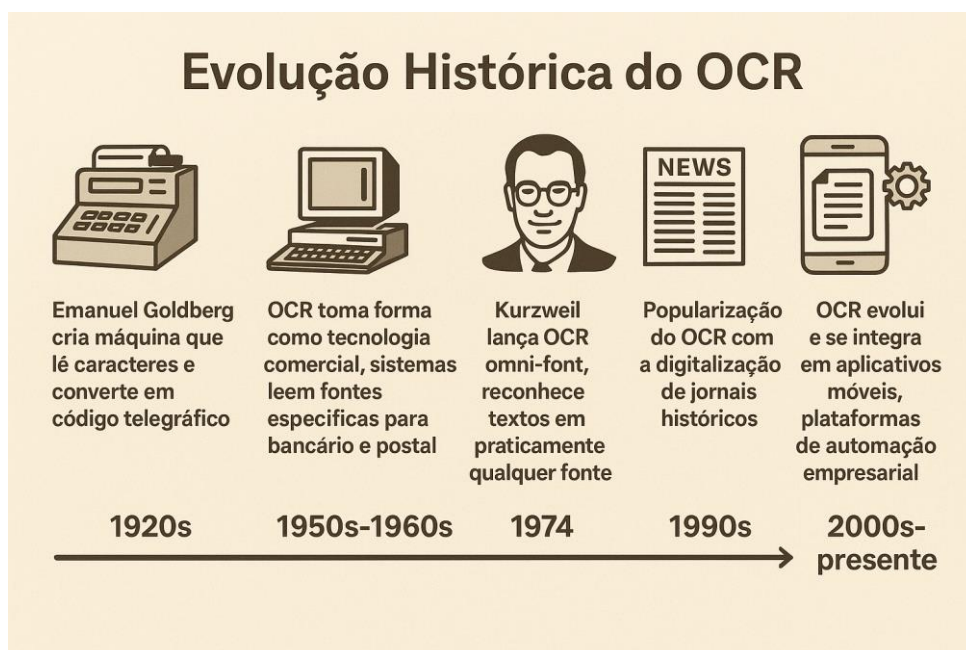 Evolução Histórica do OCR
NEWS
Emanuel Goldberg
cria máquina que
lé caracteres e
converte em
código telegráfico
1920s
OCR toma forma
como tecnologia
comercial, sistemas
leem fontes
especificas para
bancário e postal
1950s-1960s
Kurzweil
lança OCR
omni-font,
reconhece
textos em
praticamente
qualquer fonte
1974
Popularização
do OCR com
a digitalização
de jornais
históricos
1990s
OCR evolui
e se integra
em aplicativos
móveis,
plataformas
de automação
empresarial
2000s-
presente